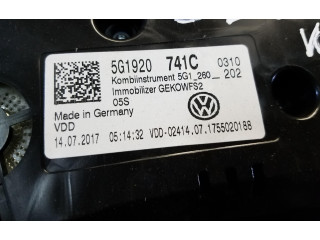 5G1920 741C 0310
Kombiinstrument 5G1_260__202
Immobilizer GEKOWFS2
05S
Made in Germany
VDD
14.07.2017 05:14:32 VDD-02414.07.1755020188